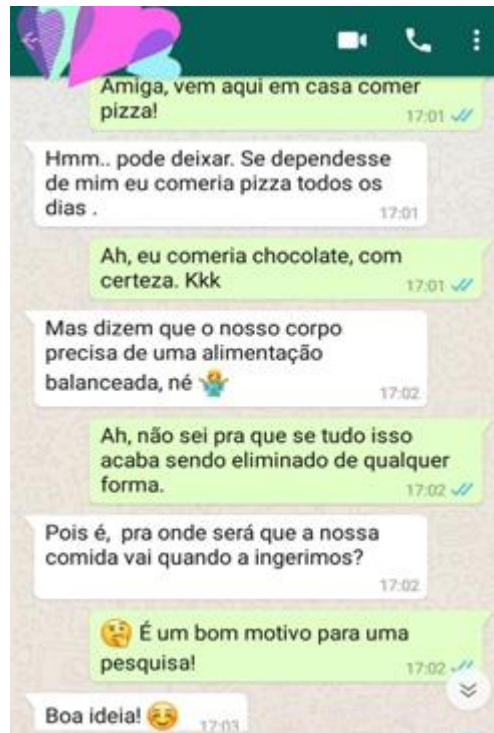 Amiga, vem aqui em casa comer
pizza!
17:01
Hmm.. pode deixar. Se dependesse
de mim eu comeria pizza todos os
dias .
17:01
Ah, eu comeria chocolate, com
certeza. Kkk
17:01
Mas dizem que o nosso corpo
precisa de uma alimentação
balanceada, né 🤷‍♀️
17:02
Ah, não sei pra que se tudo isso
acaba sendo eliminado de qualquer
forma.
17:02
Pois é, pra onde será que a nossa
comida vai quando a ingerimos?
17:02
🤔 É um bom motivo para uma
pesquisa!
17:02
Boa ideia! ☺️
17:03